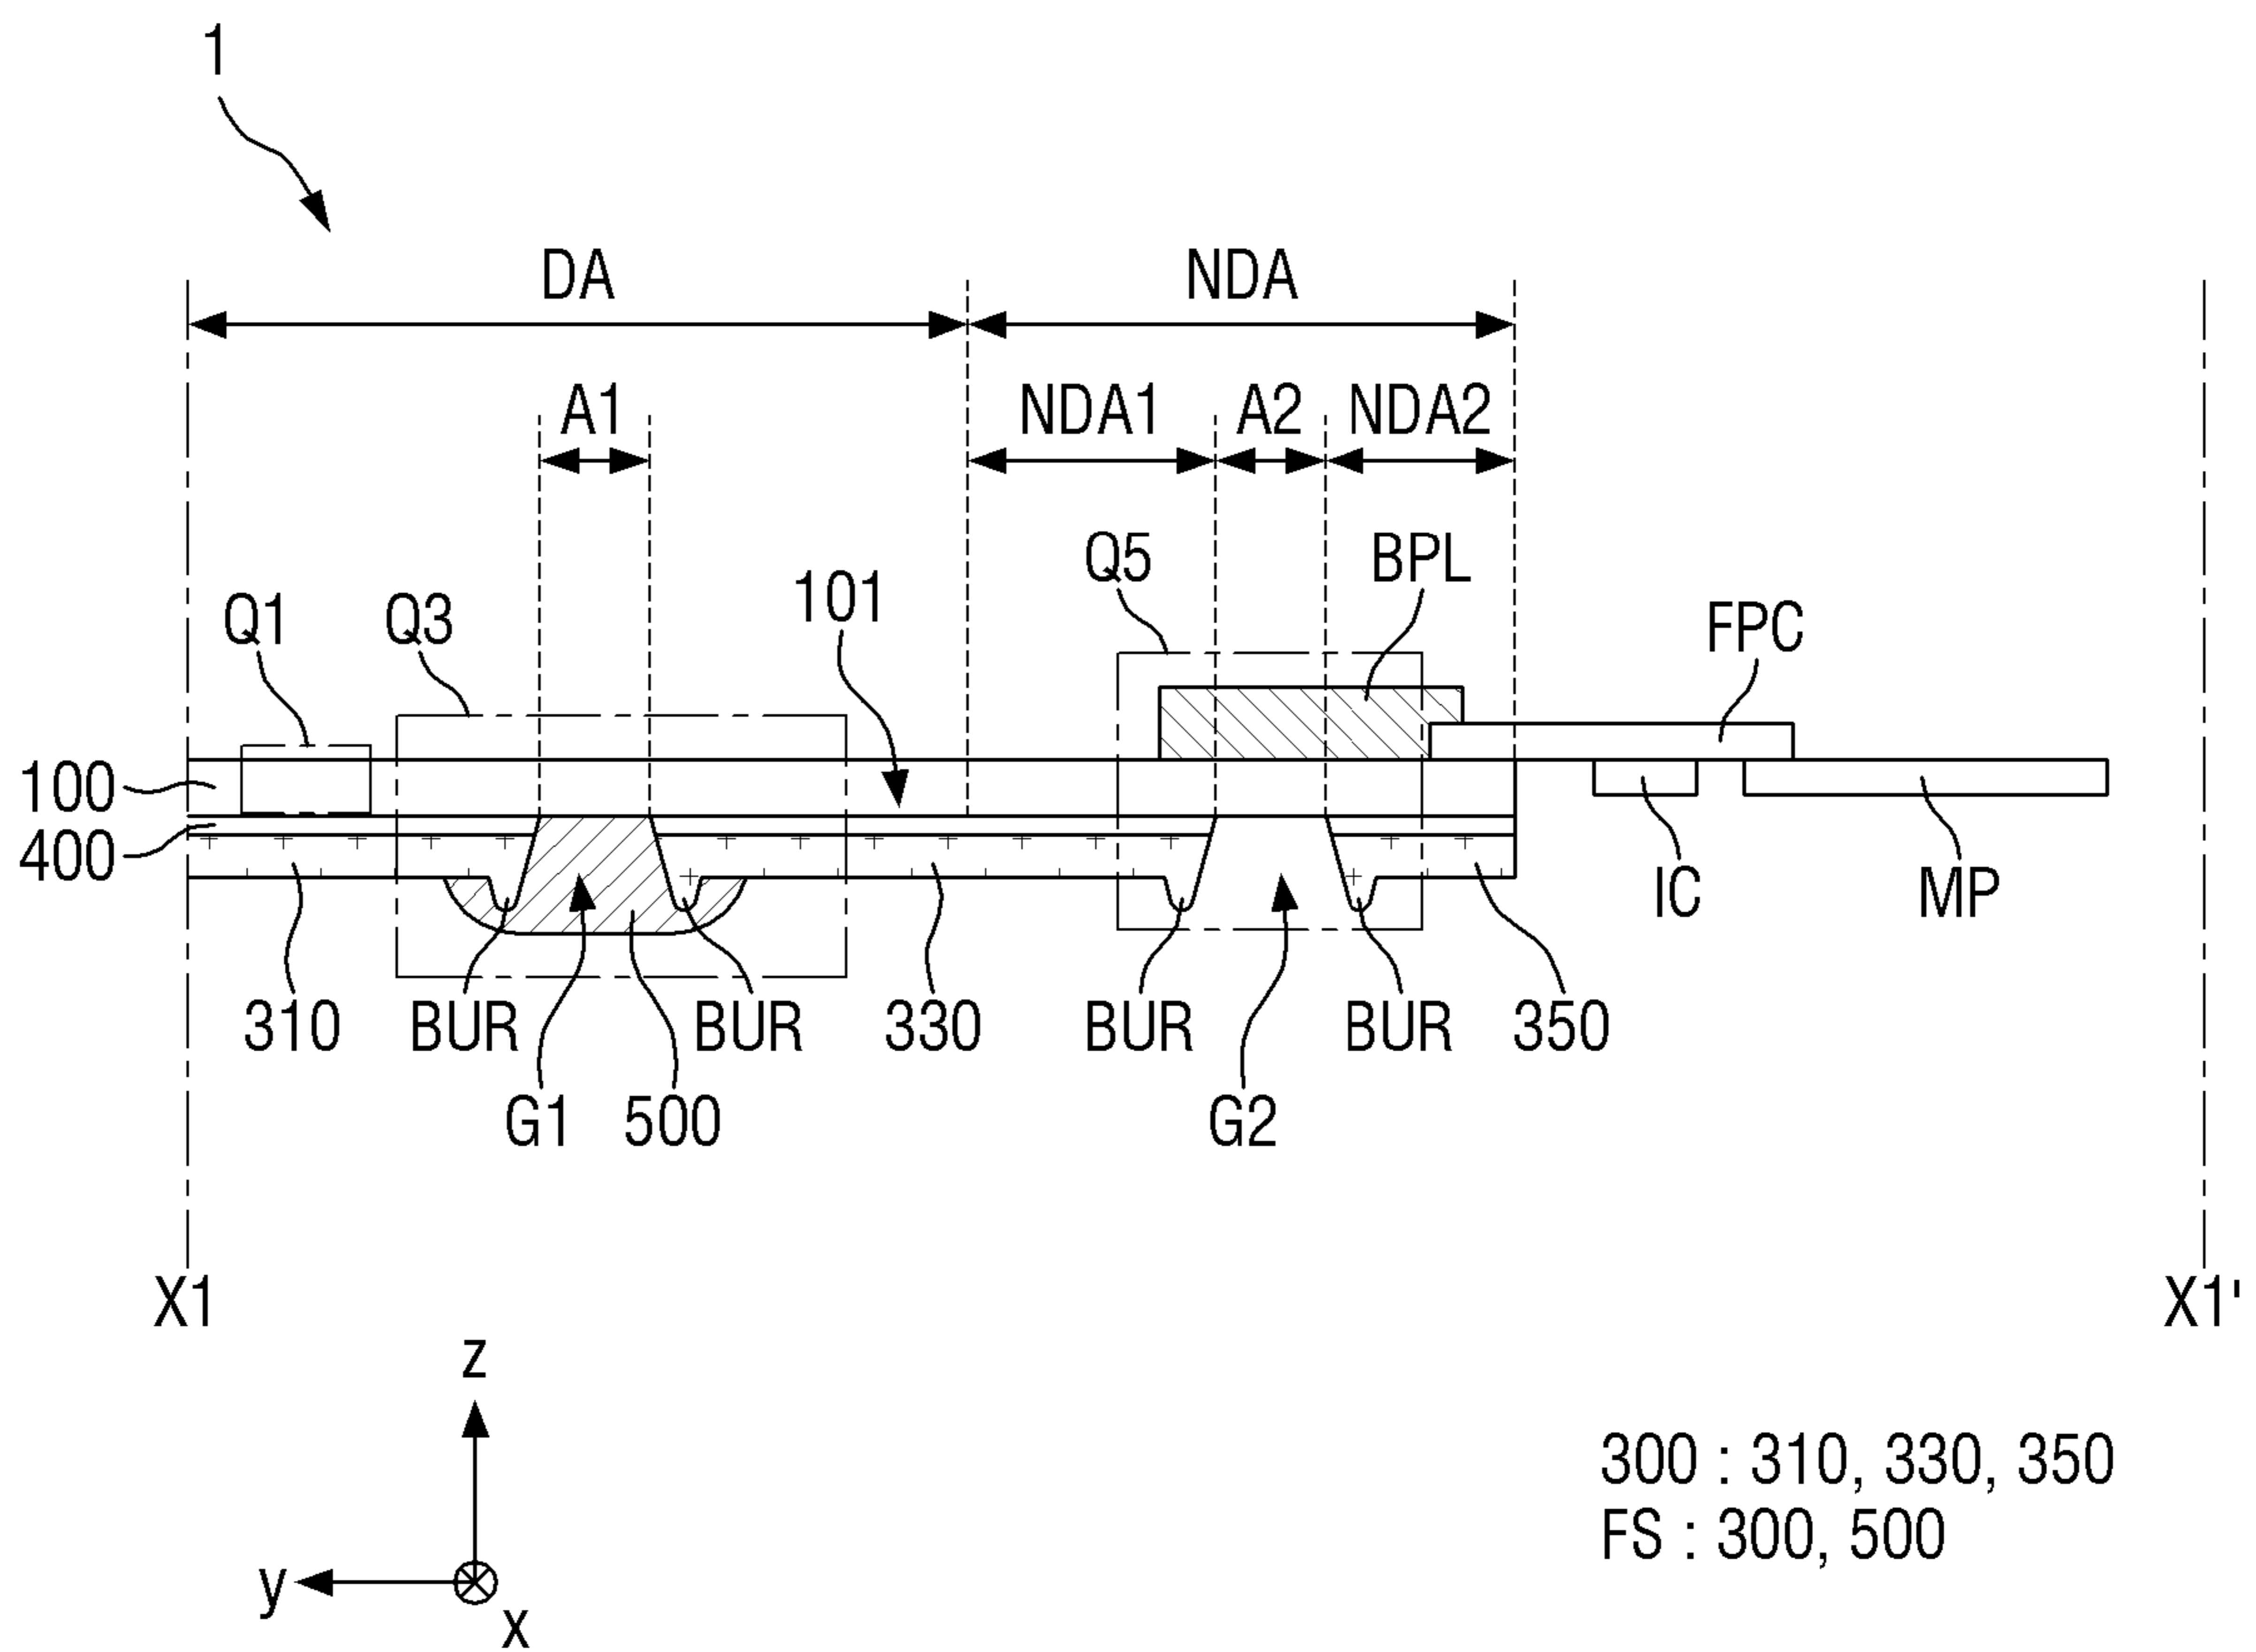 1
DA
NDA
A1
NDA1
A2
NDA2
Q5
BPL
101
Q1
Q3
FPC
100
400
IC
MP
310
BUR
BUR
330
BUR
BUR
350
G1
500
G2
X1
X1'
z
y
x
300 : 310, 330, 350
FS : 300, 500